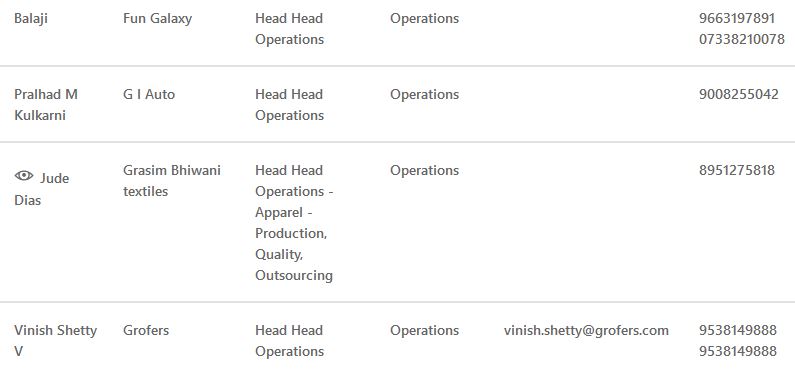 Balaji Fun Galaxy Head Head Operations 9663197891
Operations 07338210078
Pralhad M G I Auto Head Head Operations 9008255042
Kulkarni Operations
Jude Grasim Bhiwani Head Head Operations 8951275818
Dias textiles Operations -
Apparel -
Production,
Quality,
Outsourcing
Vinish Shetty Grofers Head Head Operations vinish.shetty@grofers.com 9538149888
V Operations 9538149888